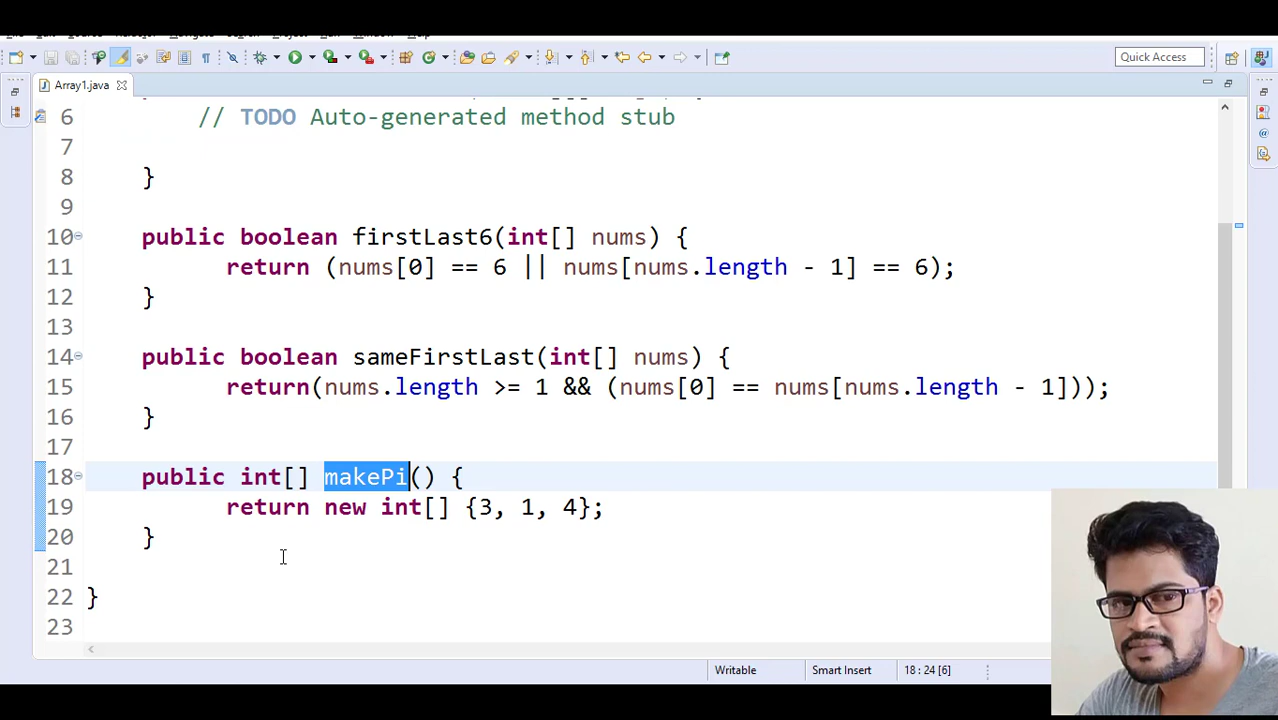 Quick Access
Array1.java
6 // TODO Auto-generated method stub
7
8 }
9
10 public boolean firstLast6(int[] nums) {
11 return (nums[0] == 6 || nums[nums.length - 1] == 6);
12 }
13
14 public boolean sameFirstLast(int[] nums) {
15 return(nums.length >= 1 && (nums[0] == nums[nums.length - 1]));
16 }
17
18 public int[] makePi() {
19 return new int[] {3, 1, 4};
20 }
21
22 }
23
Writable Smart Insert 18 : 24 [6]